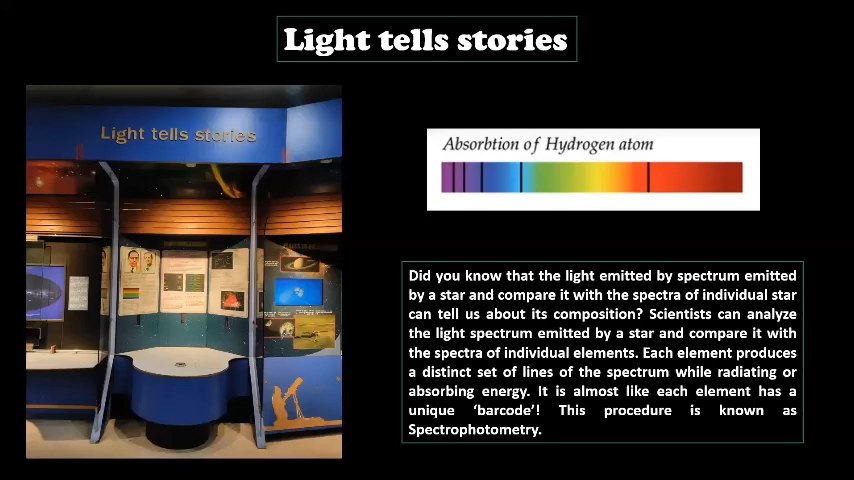 Light tells stories
Light tells stories
Absorbtion of Hydrogen atom
Did you know that the light emitted by spectrum emitted
by a star and compare it with the spectra of individual star
can tell us about its composition? Scientists can analyze
the light spectrum emitted by a star and compare it with
the spectra of individual elements. Each element produces
a distinct set of lines of the spectrum while radiating or
absorbing energy. It is almost like each element has a
unique ‘barcode’! This procedure is known as
Spectrophotometry.